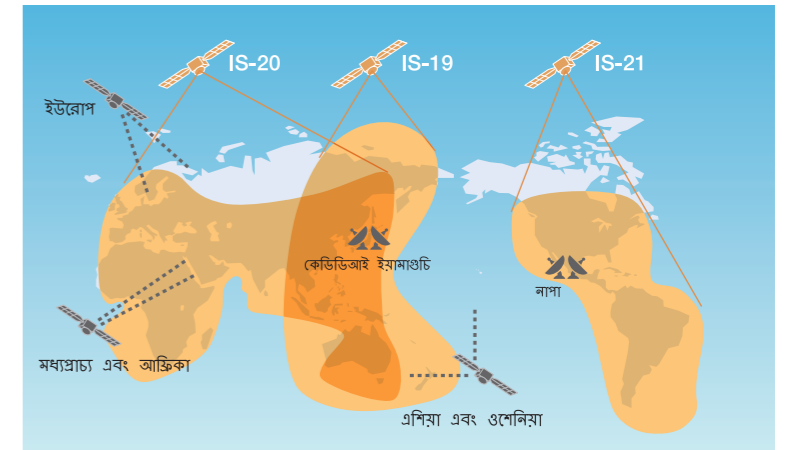 IS-20
IS-19
IS-21
ইউরোপ
কেডিডিআই ইয়ামাগুচি
নাপা
মধ্যপ্রাচ্য এবং আফ্রিকা
এশিয়া এবং ওশেনিয়া